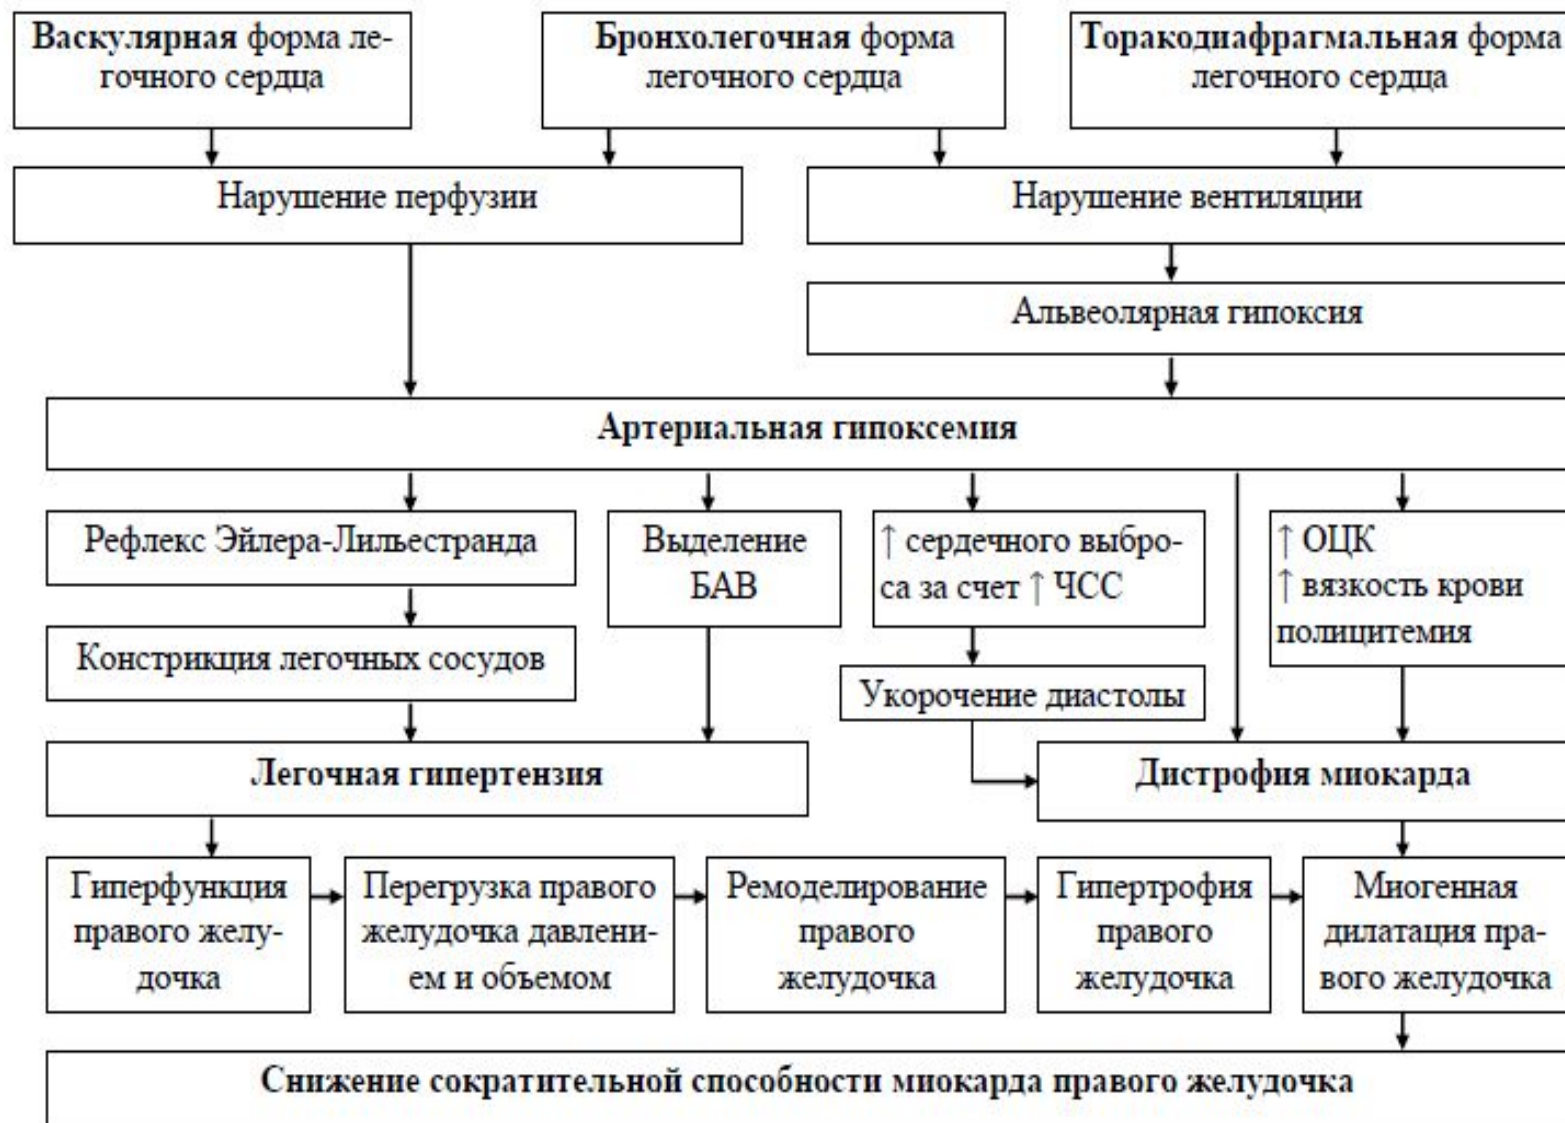 Васкулярная форма ле-
гочного сердца
Бронхолегочная форма
легочного сердца
Торакодиафрагмальная форма
легочного сердца
Нарушение перфузии
Нарушение вентиляции
Альвеолярная гипоксия
Артериальная гипоксемия
Рефлекс Эйлера-Лильестранда
Выделение
БАВ
↑ сердечного выбро-
са за счет ↑ ЧСС
↑ ОЦК
↑ вязкость крови
полицитемия
Констрикция легочных сосудов
Укорочение диастолы
Легочная гипертензия
Дистрофия миокарда
Гиперфункция
правого желу-
дочка
Перегрузка правого
желудочка давлени-
ем и объемом
Ремоделирование
правого
желудочка
Гипертрофия
правого
желудочка
Миогенная
дилатация пра-
вого желудочка
Снижение сократительной способности миокарда правого желудочка